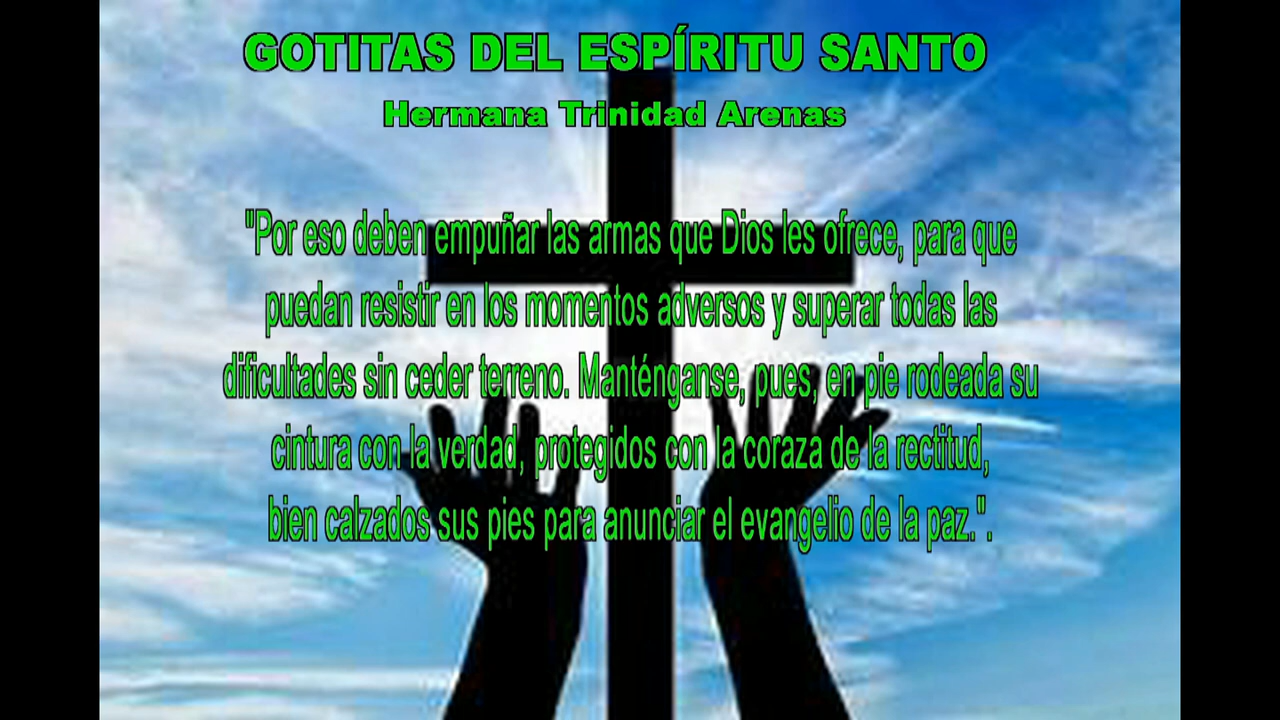 GOTITAS DEL ESPÍRITU SANTO
Hermana Trinidad Arenas
"Por eso deben empuñar las armas que Dios les ofrece, para que
puedan resistir en los momentos adversos y superar todas las
dificultades sin ceder terreno. Manténganse, pues, en pie rodeada su
cintura con la verdad, protegidos con la coraza de la rectitud,
bien calzados sus pies para anunciar el evangelio de la paz.".